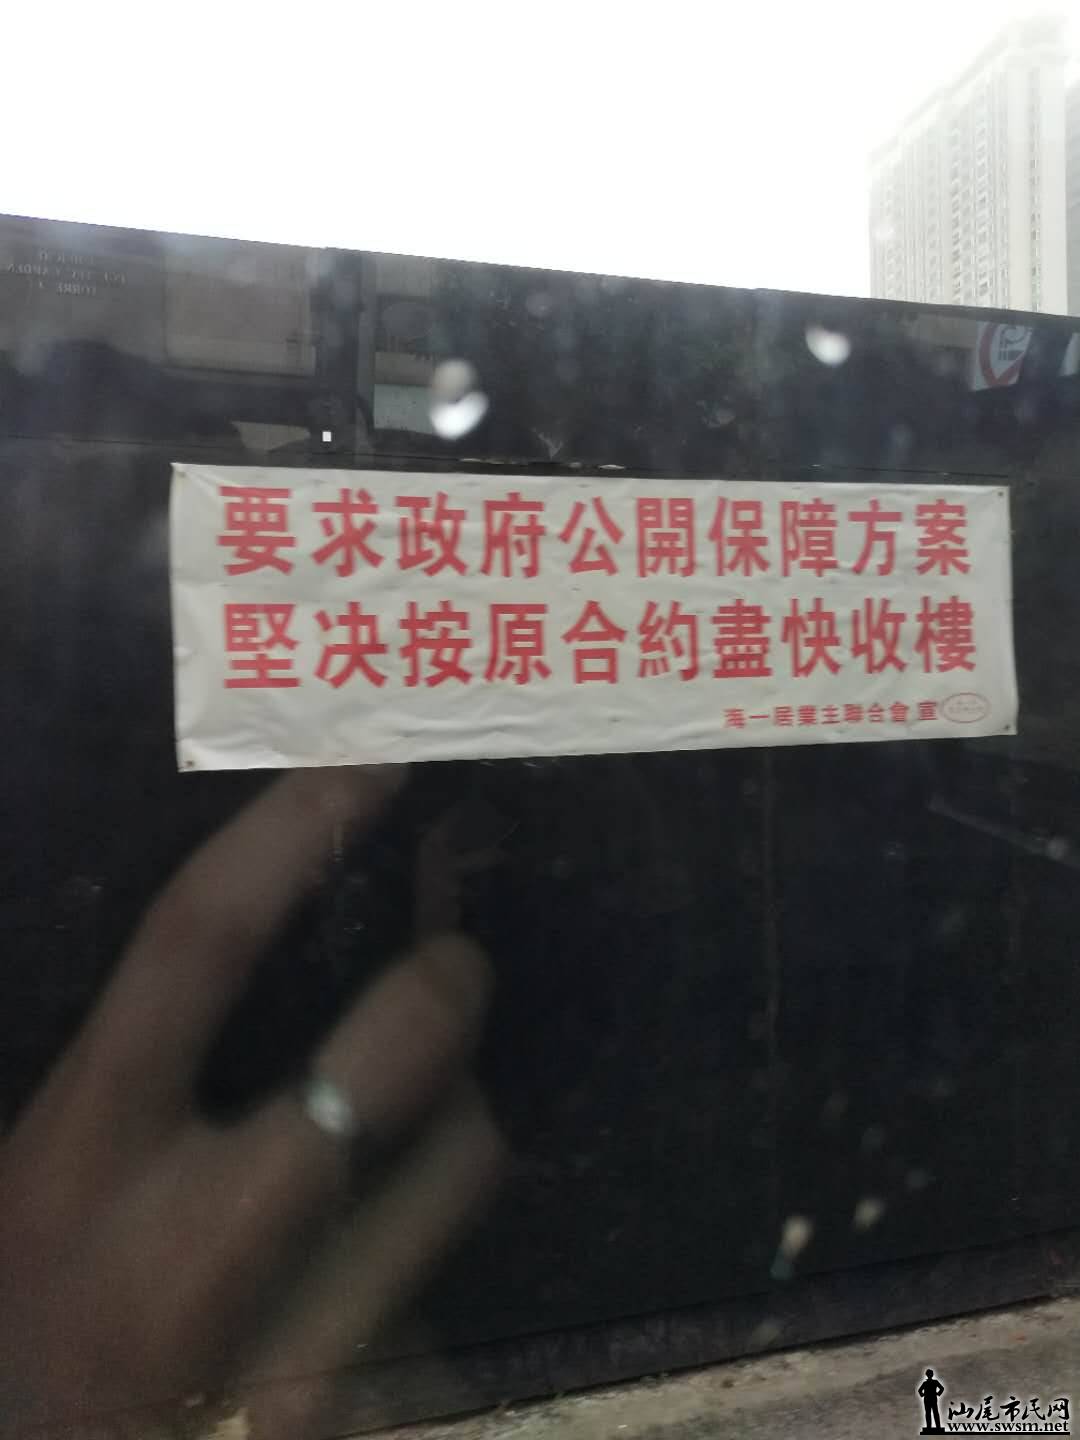 要求政府公開保障方案
堅决按原合約盡快收樓
海一居業主聯合會 宣
汕尾市民网
www.swsm.net